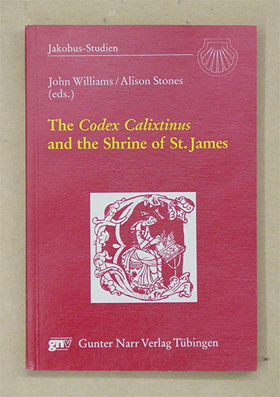 Jakobus-Studien
John Williams/Alison Stones
(eds.)
The Codex Calixtinus
and the Shrine of St. James
gnv Gunter Narr Verlag Tübingen